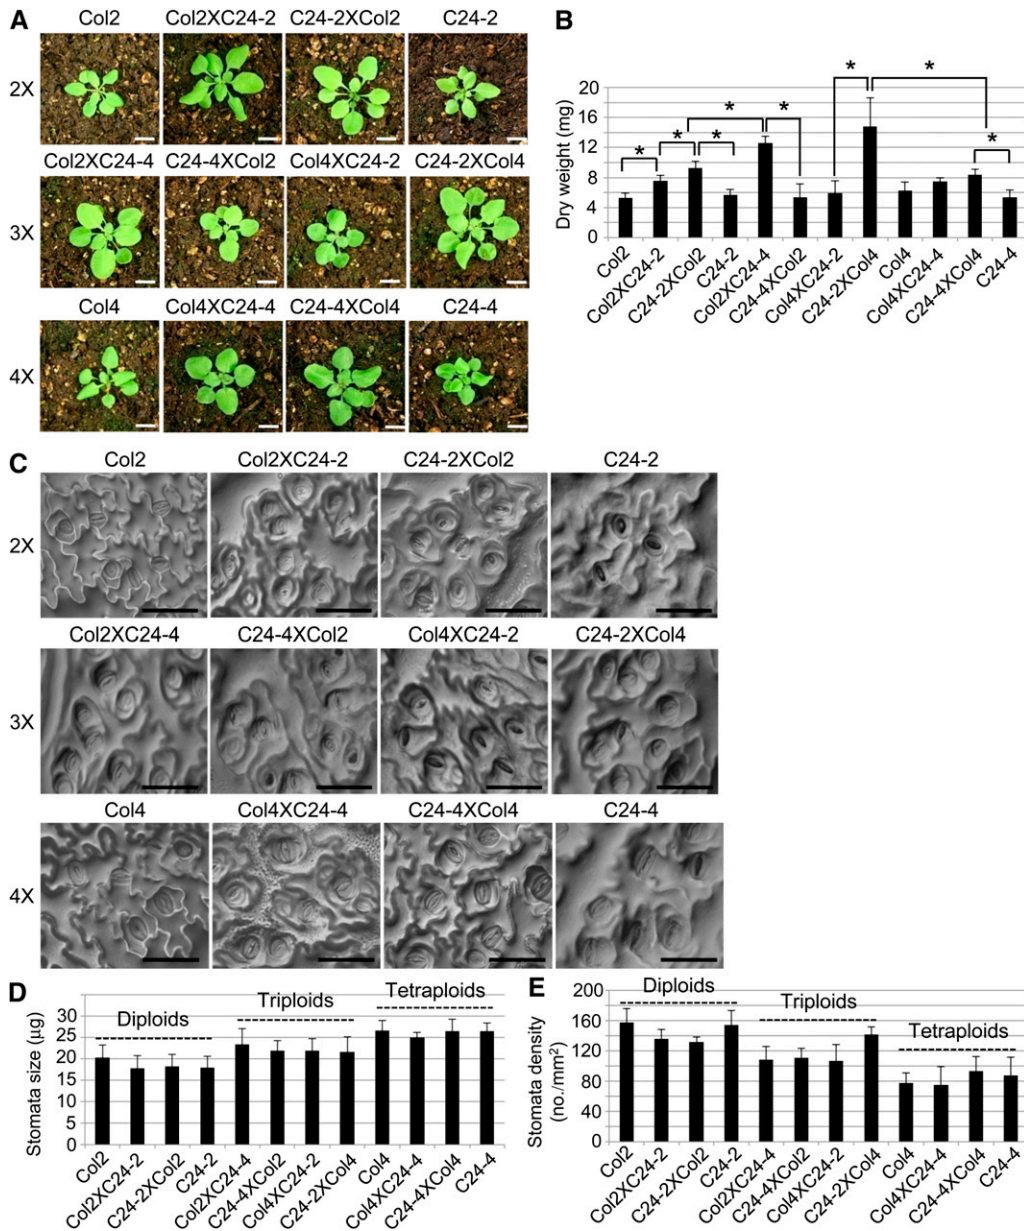 A
Col2 Col2XC24-2 C24-2XCol2 C24-2
2X
Col2XC24-4 C24-4XCol2 Col4XC24-2 C24-2XCol4
3X
Col4 Col4XC24-4 C24-4XCol4 C24-4
4X
B
Dry weight (mg)
20
16
12
8
4
0
* * * * * * * *
Col2 Col2XC24-2 C24-2XCol2 C24-2 Col2XC24-4 C24-4XCol2 Col4XC24-2 C24-2XCol4 Col4 Col4XC24-4 C24-4XCol4 C24-4
C
Col2 Col2XC24-2 C24-2XCol2 C24-2
2X
Col2XC24-4 C24-4XCol2 Col4XC24-2 C24-2XCol4
3X
Col4 Col4XC24-4 C24-4XCol4 C24-4
4X
D
Stomata size (µg)
30
25
20
15
10
5
0
Diploids
Triploids
Tetraploids
Col2 Col2XC24-2 C24-2XCol2 C24-2 Col2XC24-4 C24-4XCol2 Col4XC24-2 C24-2XCol4 Col4 Col4XC24-4 C24-4XCol4 C24-4
E
Stomata density
(no./mm²)
200
160
120
80
40
0
Diploids
Triploids
Tetraploids
Col2 Col2XC24-2 C24-2XCol2 C24-2 Col2XC24-4 C24-4XCol2 Col4XC24-2 C24-2XCol4 Col4 Col4XC24-4 C24-4XCol4 C24-4